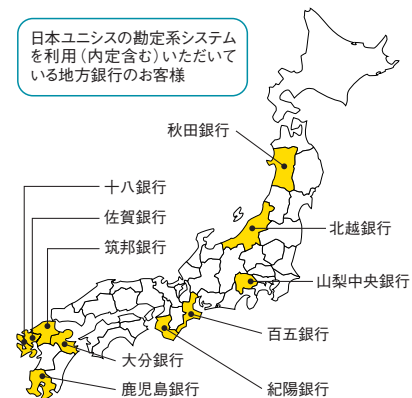 日本ユニシスの勘定系システム
を利用（内定含む）いただいて
いる地方銀行のお客様
秋田銀行
十八銀行
佐賀銀行
筑邦銀行
北越銀行
山梨中央銀行
百五銀行
大分銀行
鹿児島銀行
紀陽銀行